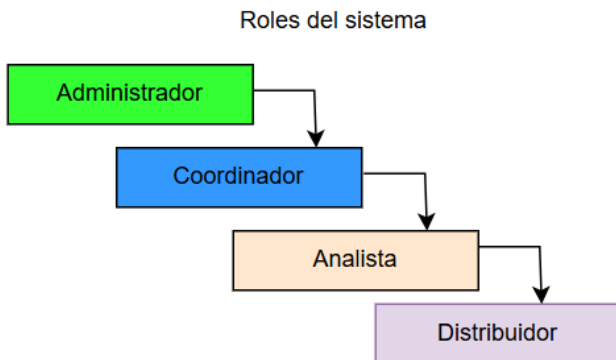 Roles del sistema
Administrador
Coordinador
Analista
Distribuidor